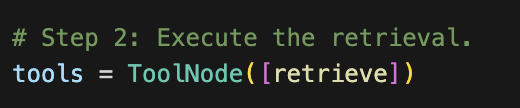 # Step 2: Execute the retrieval.
tools = ToolNode([retrieve])